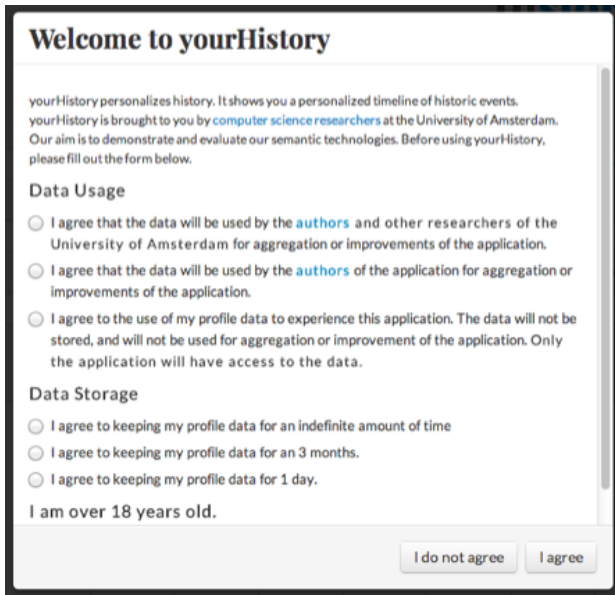 Welcome to yourHistory
yourHistory personalizes history. It shows you a personalized timeline of historic events.
yourHistory is brought to you by computer science researchers at the University of Amsterdam.
Our aim is to demonstrate and evaluate our semantic technologies. Before using yourHistory,
please fill out the form below.
Data Usage
I agree that the data will be used by the authors and other researchers of the
University of Amsterdam for aggregation or improvements of the application.
I agree that the data will be used by the authors of the application for aggregation or
improvements of the application.
I agree to the use of my profile data to experience this application. The data will not be
stored, and will not be used for aggregation or improvement of the application. Only
the application will have access to the data.
Data Storage
I agree to keeping my profile data for an indefinite amount of time
I agree to keeping my profile data for an 3 months.
I agree to keeping my profile data for 1 day.
I am over 18 years old.
I do not agree I agree